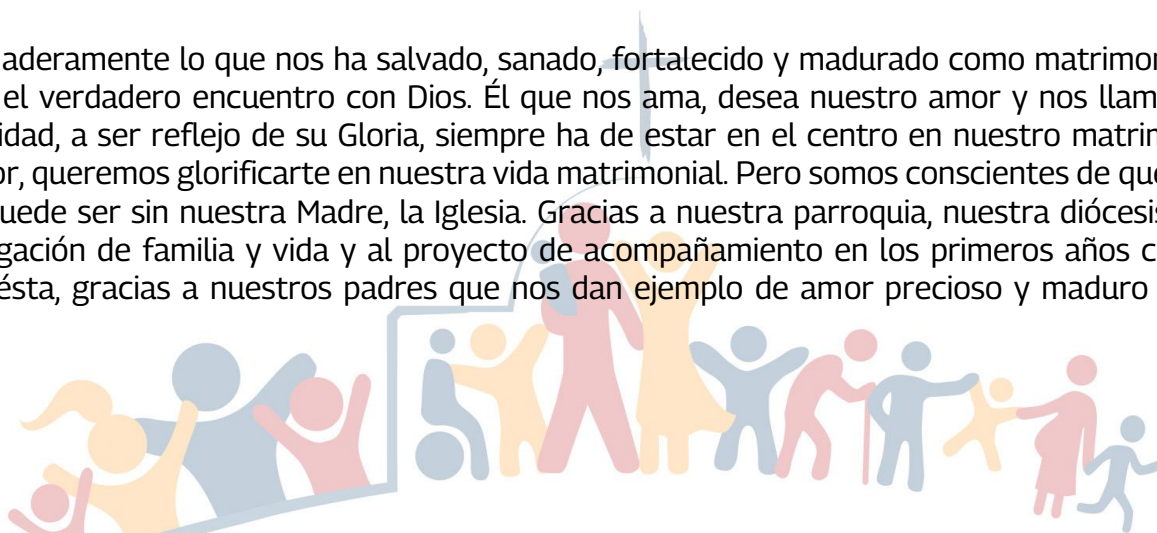 aderamente lo que nos ha salvado, sanado, fortalecido y madurado como matrimon
el verdadero encuentro con Dios. Él que nos ama, desea nuestro amor y nos llam
idad, a ser reflejo de su Gloria, siempre ha de estar en el centro en nuestro matrin
or, queremos glorificarte en nuestra vida matrimonial. Pero somos conscientes de que
uede ser sin nuestra Madre, la Iglesia. Gracias a nuestra parroquia, nuestra diócesis
gación de familia y vida y al proyecto de acompañamiento en los primeros años c
ésta, gracias a nuestros padres que nos dan ejemplo de amor precioso y maduro